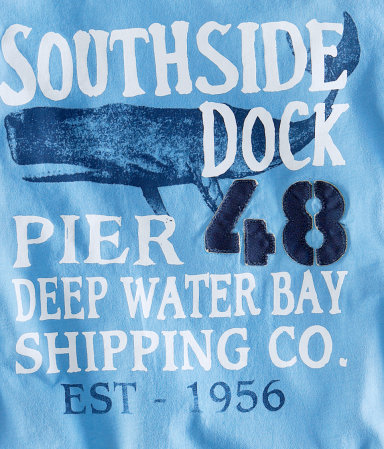 SOUTHSIDE
DOCK
PIER 48
DEEP WATER BAY
SHIPPING CO.
EST - 1956